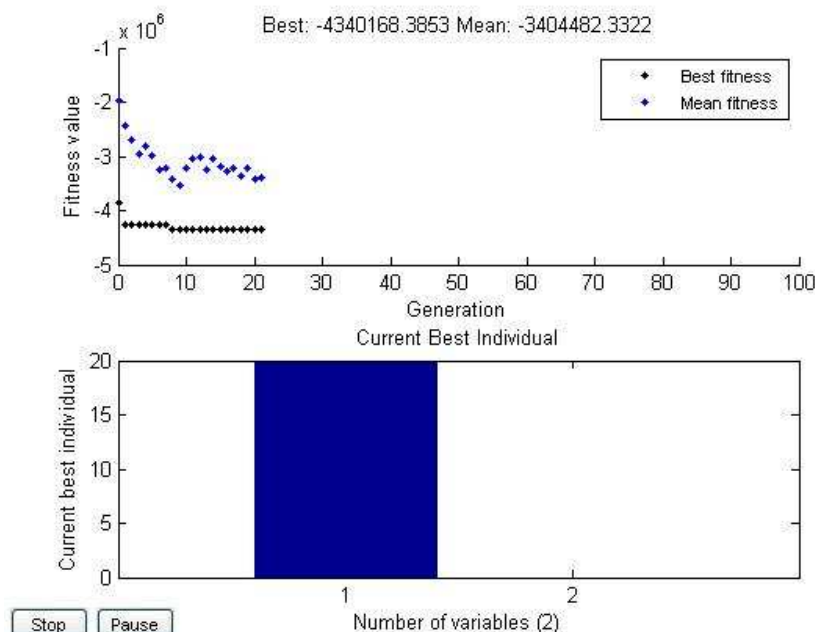 Best: -4340168.3853 Mean: -3404482.3322
x 10^6
-1
-2
-3
-4
-5
Fitness value
Best fitness
Mean fitness
0 10 20 30 40 50 60 70 80 90 100
Generation
Current Best Individual
20
15
10
5
0
Current best individual
1 2
Number of variables (2)
Stop Pause